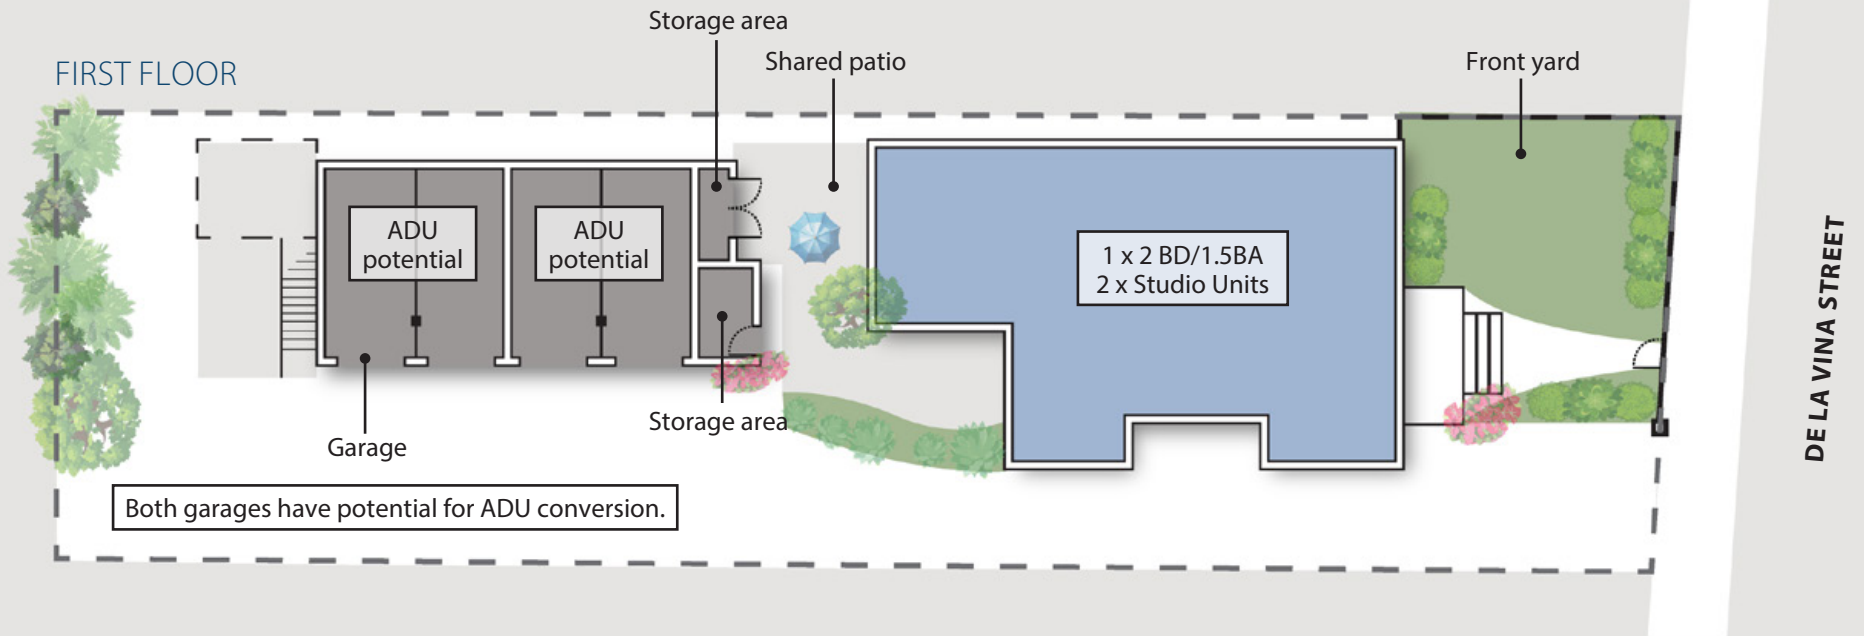 Storage area
Shared patio
Front yard
FIRST FLOOR
ADU
potential
ADU
potential
1 x 2 BD/1.5BA
2 x Studio Units
DE LA VINA STREET
Storage area
Garage
Both garages have potential for ADU conversion.